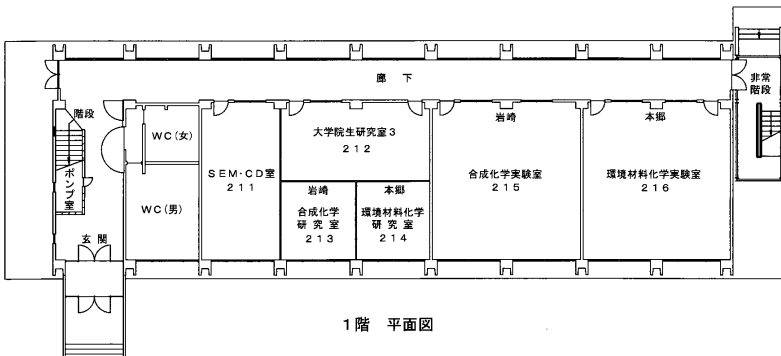 廊 下
非常
階段
階段
ポンプ室
WC(女)
WC(男)
玄関
SEM・CD室
211
大学院生研究室3
212
岩崎
合成化学
研究室
213
本郷
環境材料化学
研究室
214
岩崎
合成化学実験室
215
本郷
環境材料化学実験室
216
1階 平面図